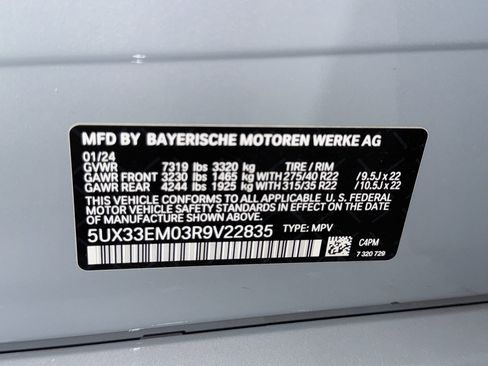 MFD BY BAYERISCHE MOTOREN WERKE AG
01/24
GVWR 7319 lbs 3320 kg TIRE / RIM
GAWR FRONT 3230 lbs 1465 kg WITH 275/40 R22 / 9.5J x 22
GAWR REAR 4244 lbs 1925 kg WITH 315/35 R22 / 10.5J x 22
THIS VEHICLE CONFORMS TO ALL APPLICABLE U. S. FEDERAL
MOTOR VEHICLE SAFETY STANDARDS IN
EFFECT ON THE DATE OF MANUFACTURE SHOWN ABOVE.
5UX33EM03R9V22835 TYPE: MPV
C4PM
7 320 729